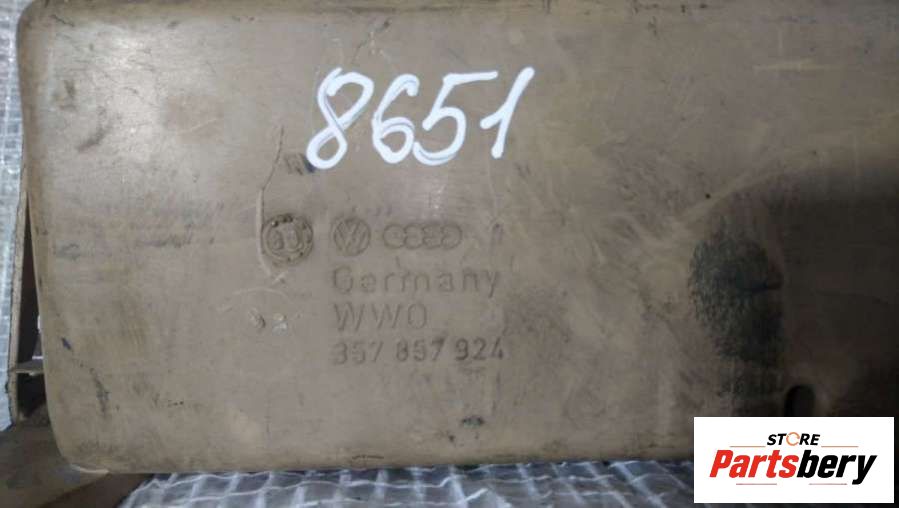 8651
Germany
WWO
357 857 924
STORE
Partsbery